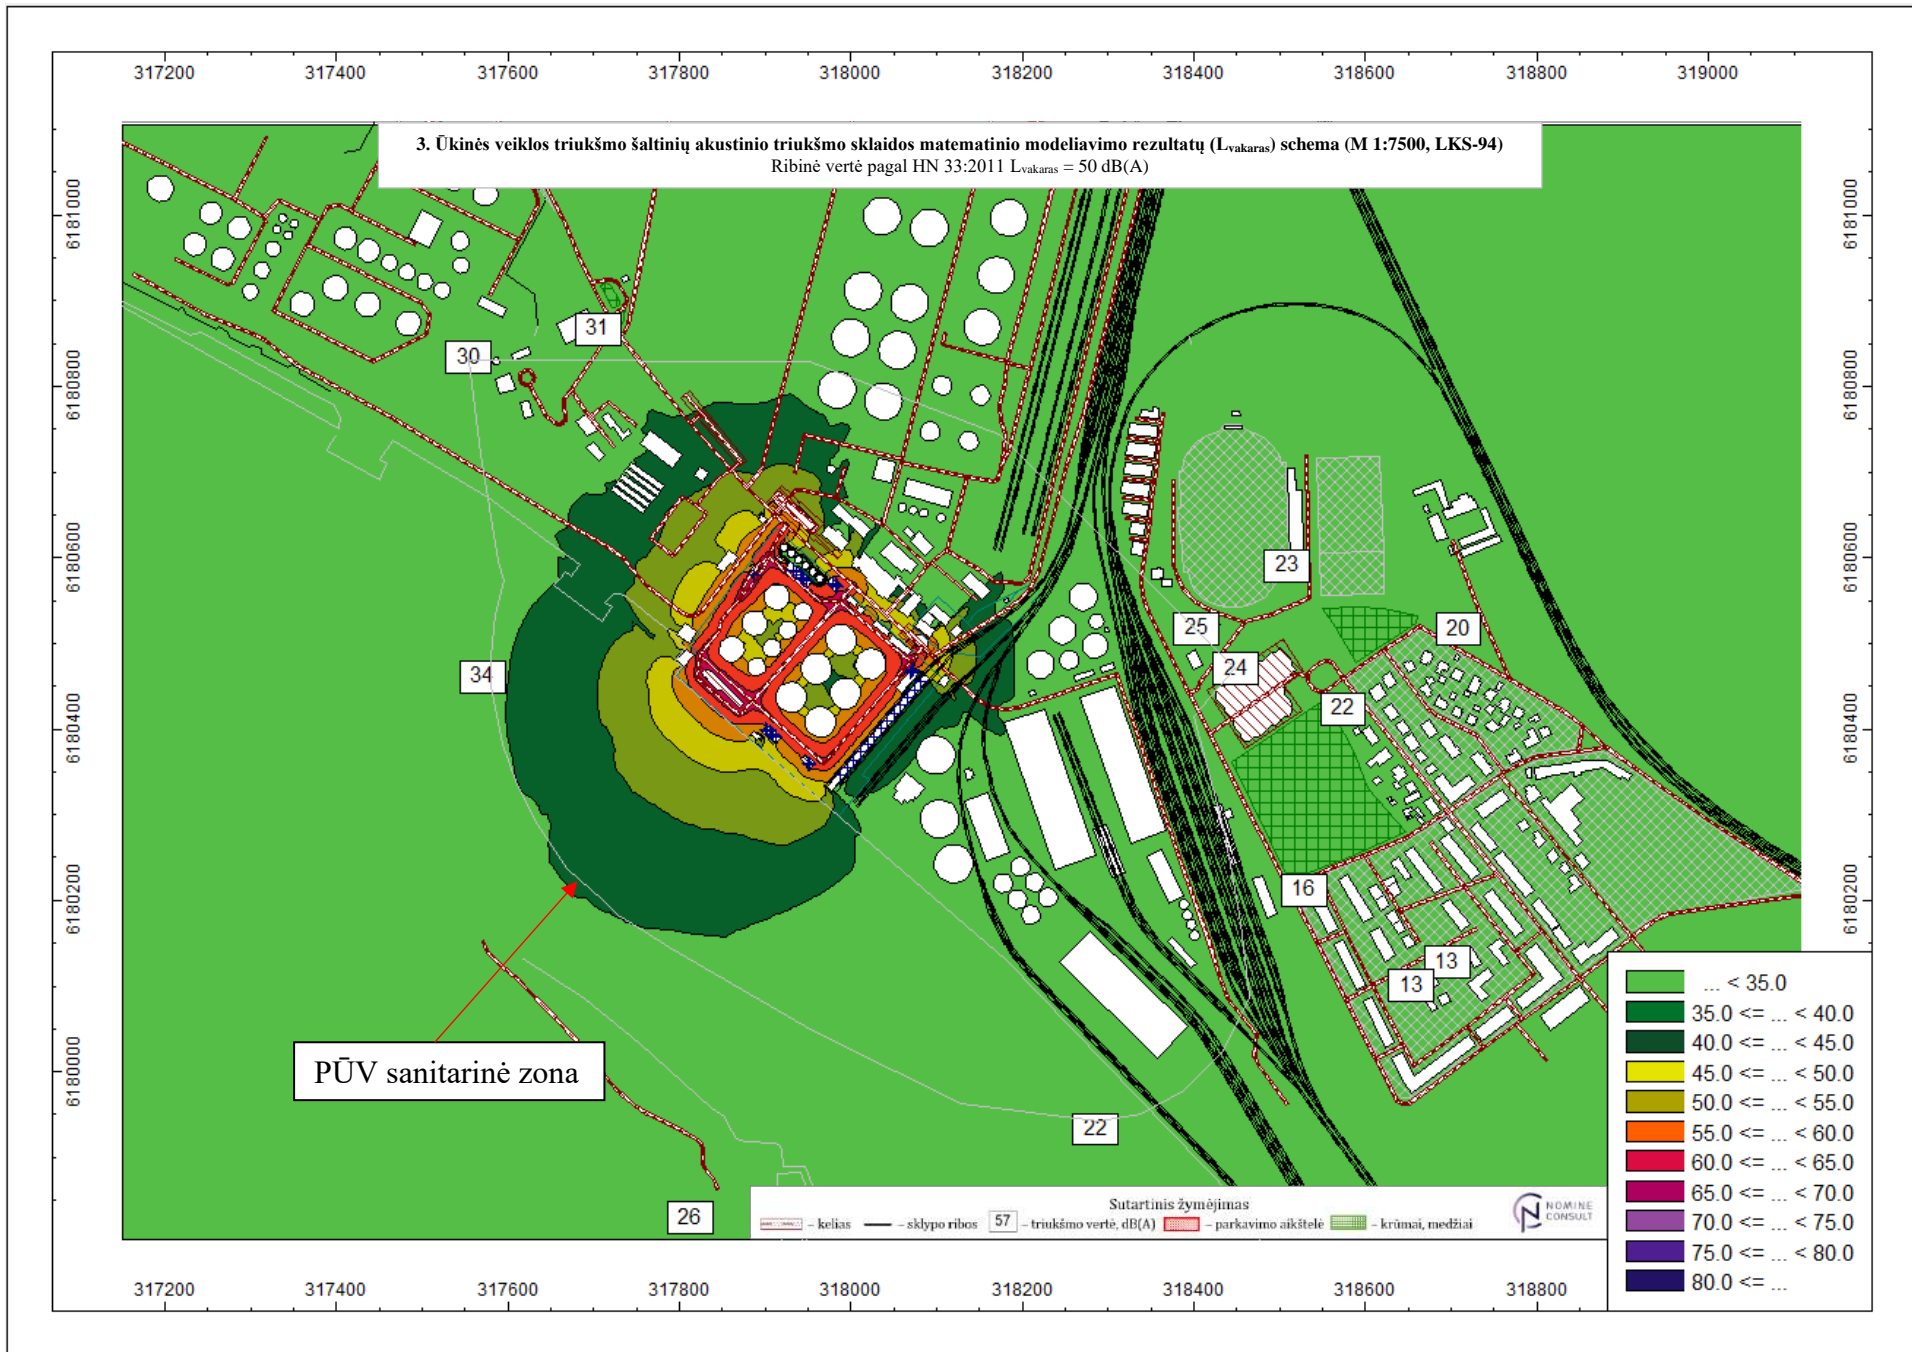 317200 317400 317600 317800 318000 318200 318400 318600 318800 319000
3. Ūkinės veiklos triukšmo šaltinių akustinio triukšmo sklaidos matematinio modeliavimo rezultatų (Lvakaras) schema (M 1:7500, LKS-94)
Ribinė vertė pagal HN 33:2011 Lvakaras = 50 dB(A)
6181000
6180800
6180600
6180400
6180200
6180000
6181000
6180800
6180600
6180400
6180200
31
30
23
25
20
24
34
22
16
13
13
22
26
PŪV sanitarinė zona
... < 35.0
35.0 <= ... < 40.0
40.0 <= ... < 45.0
45.0 <= ... < 50.0
50.0 <= ... < 55.0
55.0 <= ... < 60.0
60.0 <= ... < 65.0
65.0 <= ... < 70.0
70.0 <= ... < 75.0
75.0 <= ... < 80.0
80.0 <= ...
Sutartinis žymėjimas
– kelias – sklypo ribos 57 – triukšmo vertė, dB(A) – parkavimo aikštelė – krūmai, medžiai
NOMINE
CONSULT
317200 317400 317600 317800 318000 318200 318400 318600 318800